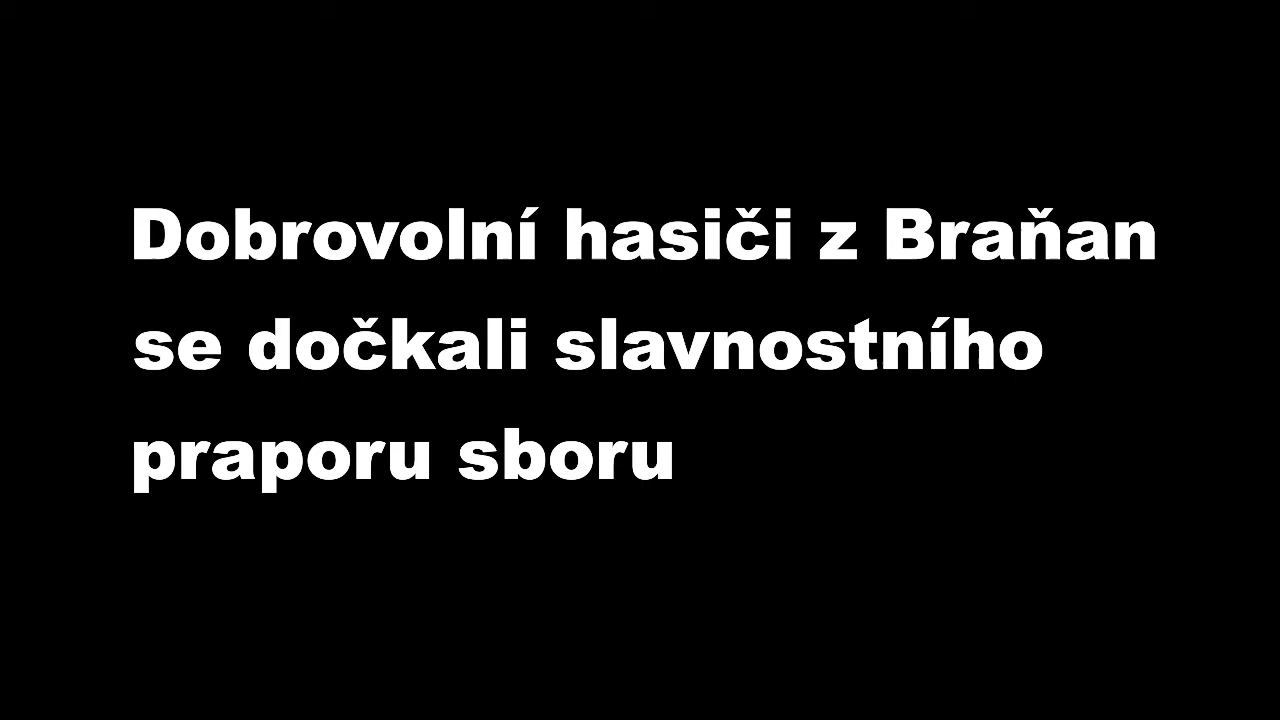 Dobrovolní hasiči z Braňan
se dočkali slavnostního
praporu sboru